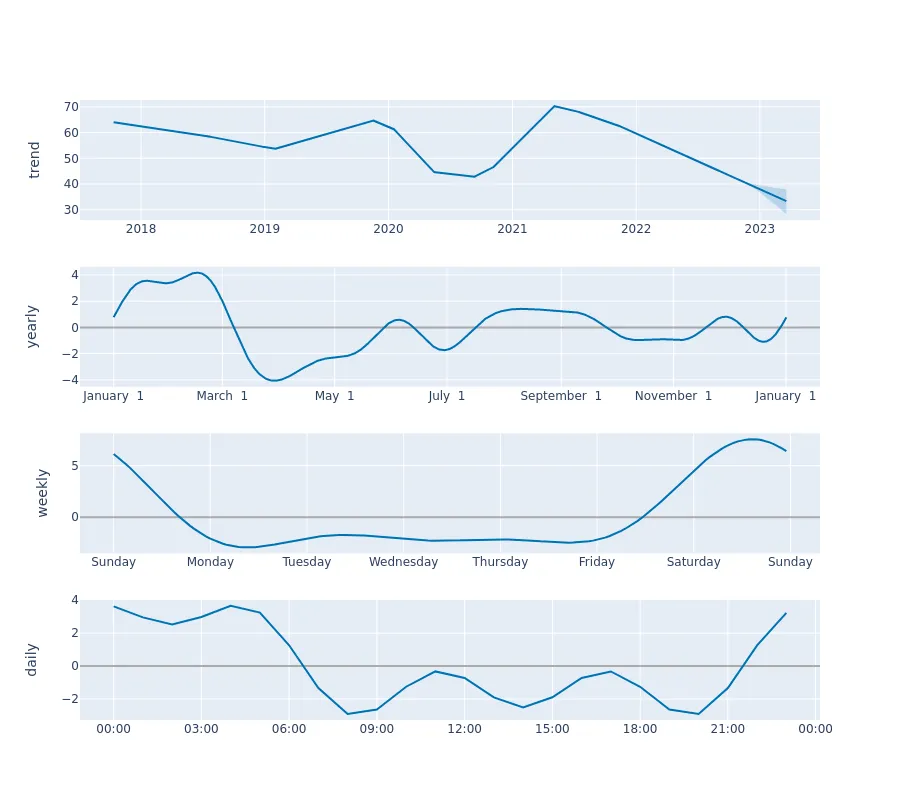 trend
70
60
50
40
30
2018 2019 2020 2021 2022 2023
yearly
4
2
0
−2
−4
January 1 March 1 May 1 July 1 September 1 November 1 January 1
weekly
5
0
Sunday Monday Tuesday Wednesday Thursday Friday Saturday Sunday
daily
4
2
0
−2
00:00 03:00 06:00 09:00 12:00 15:00 18:00 21:00 00:00